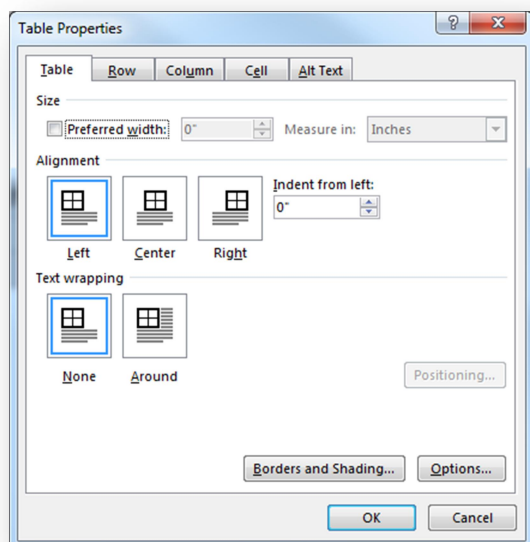 Table Properties
Table Row Column Cell Alt Text
Size
Preferred width: 0" Measure in: Inches
Alignment
Indent from left:
0"
Left Center Right
Text wrapping
None Around
Positioning...
Borders and Shading... Options...
OK Cancel